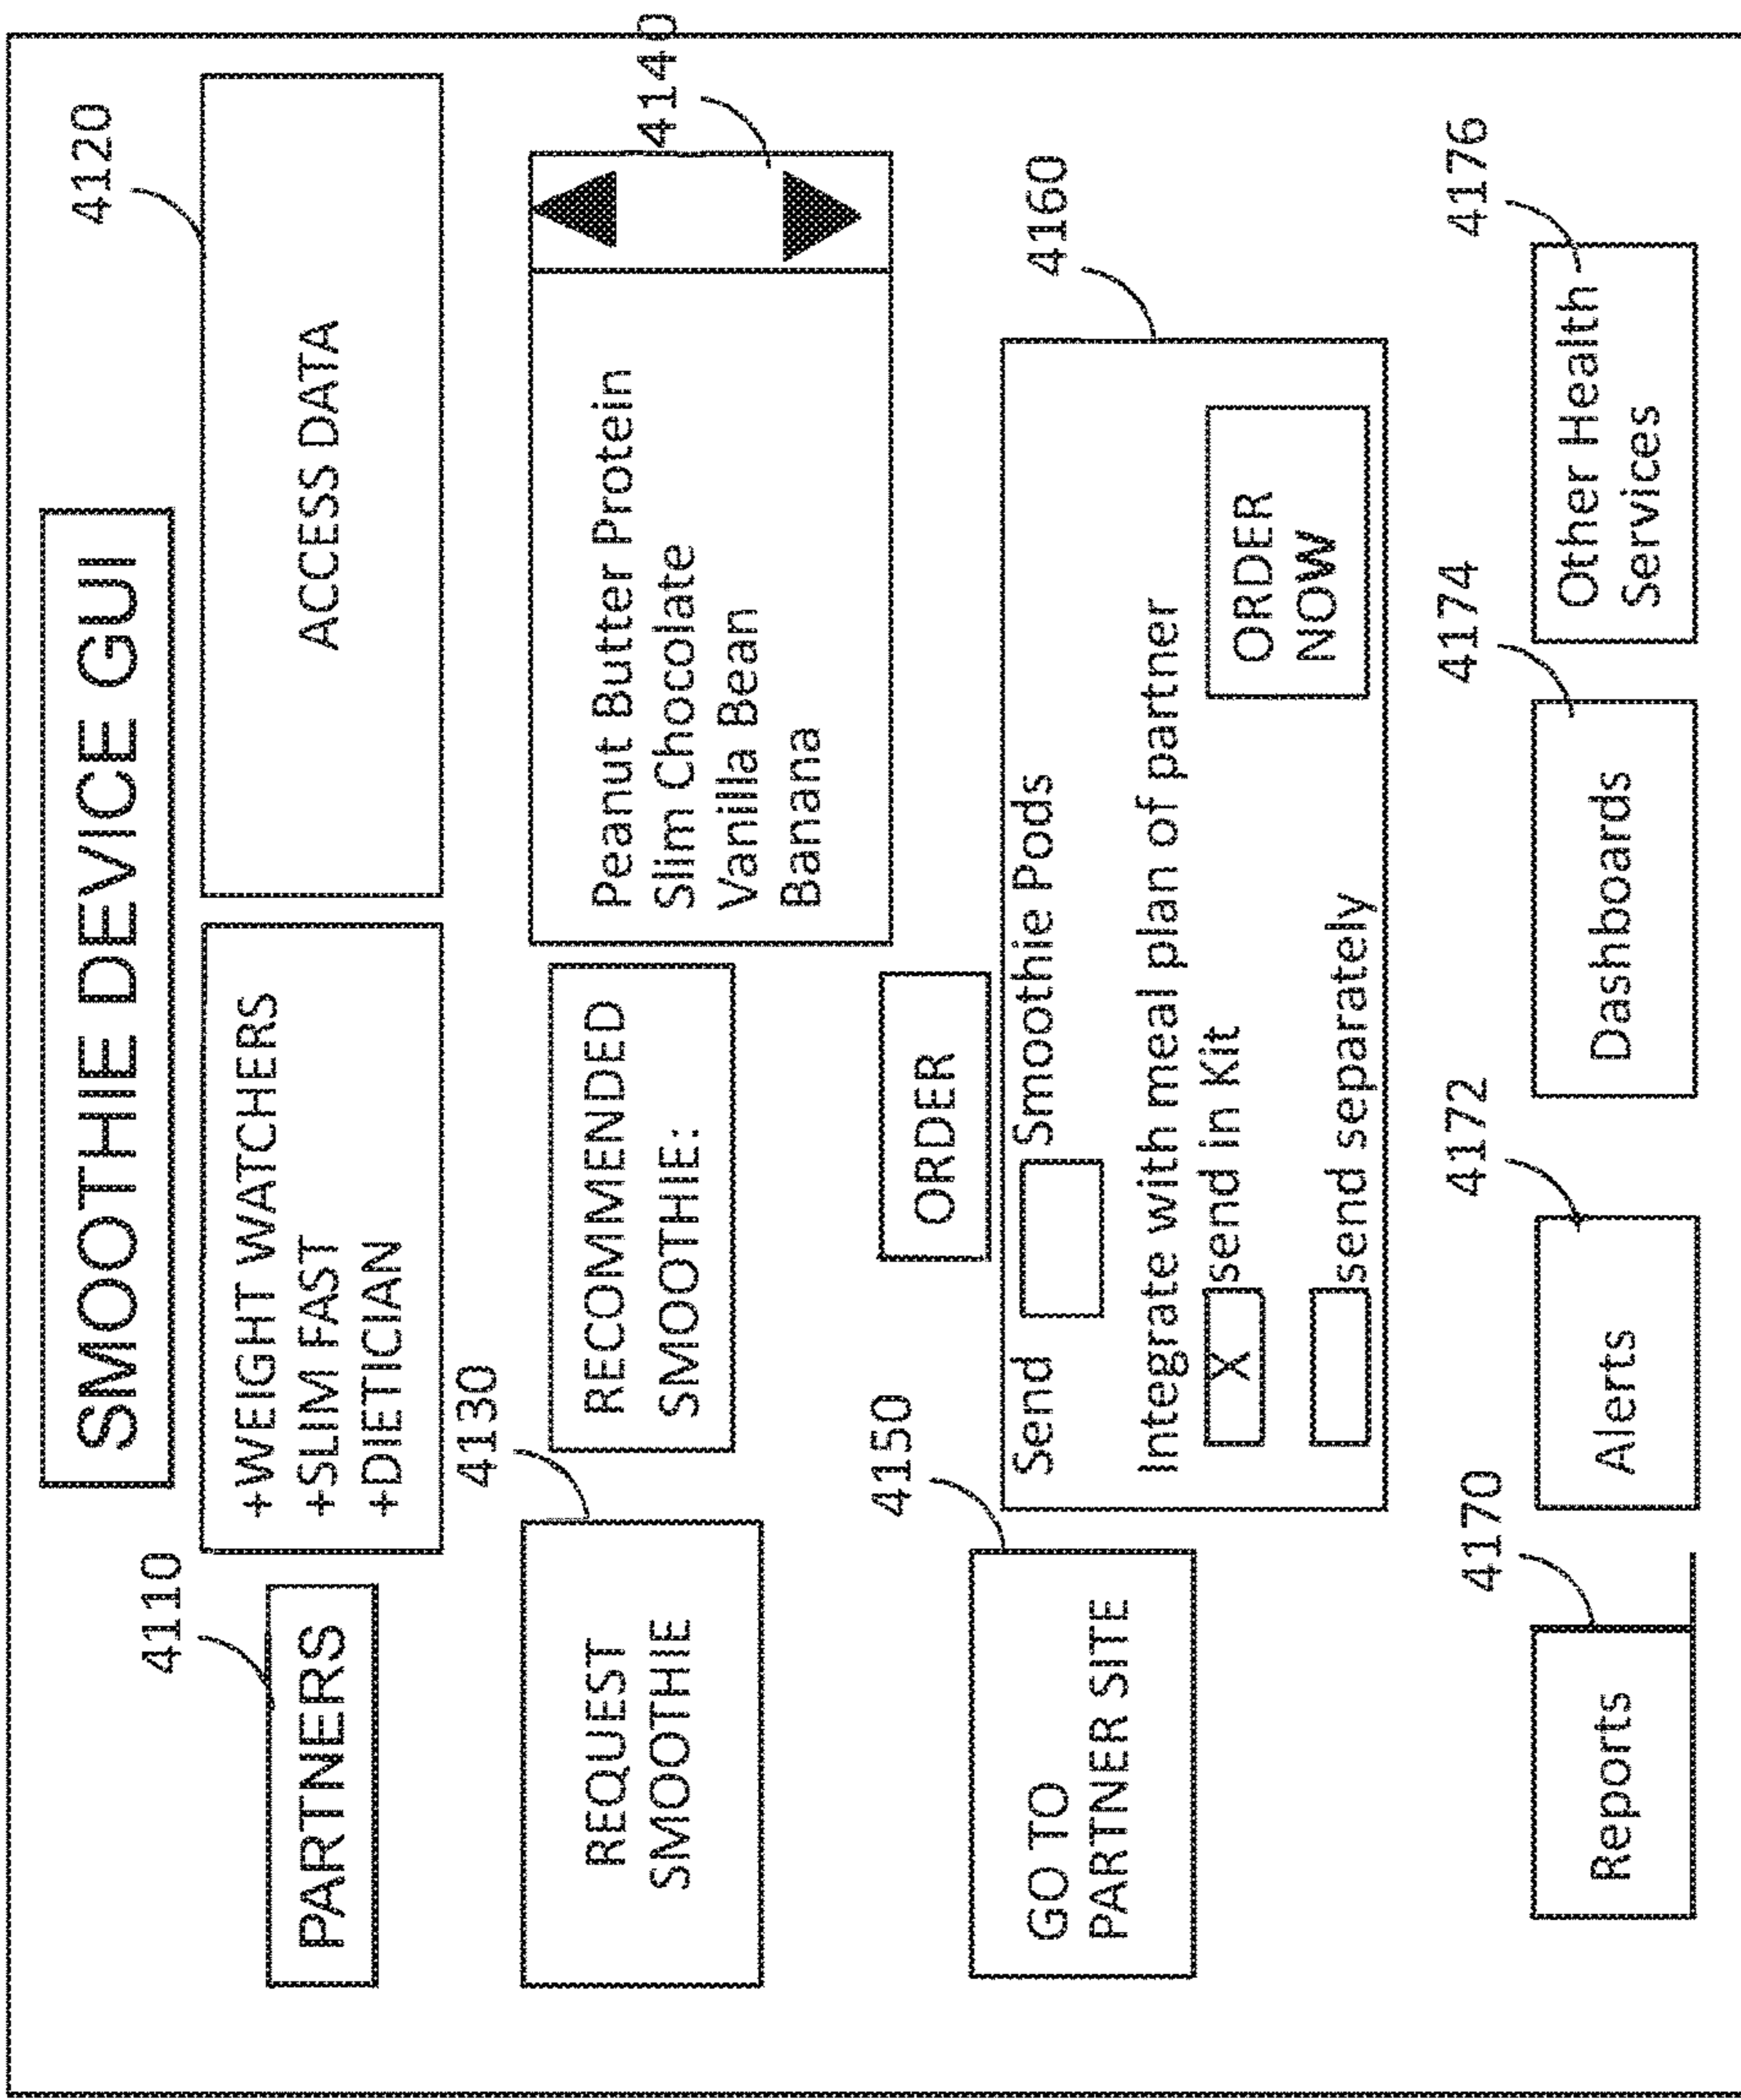 SMOOTHIE DEVICE GUI
4110
4120
PARTNERS
+WEIGHT WATCHERS
+SLIM FAST
+DIETICIAN
ACCESS DATA
4130
4140
REQUEST
SMOOTHIE
RECOMMENDED
SMOOTHIE:
Peanut Butter Protein
Slim Chocolate
Vanilla Bean
Banana
ORDER
4150
4160
GO TO
PARTNER SITE
Send Smoothie Pods
Integrate with meal plan of partner
X send in Kit
send separately
ORDER
NOW
4170
4172
4174
4176
Reports
Alerts
Dashboards
Other Health
Services